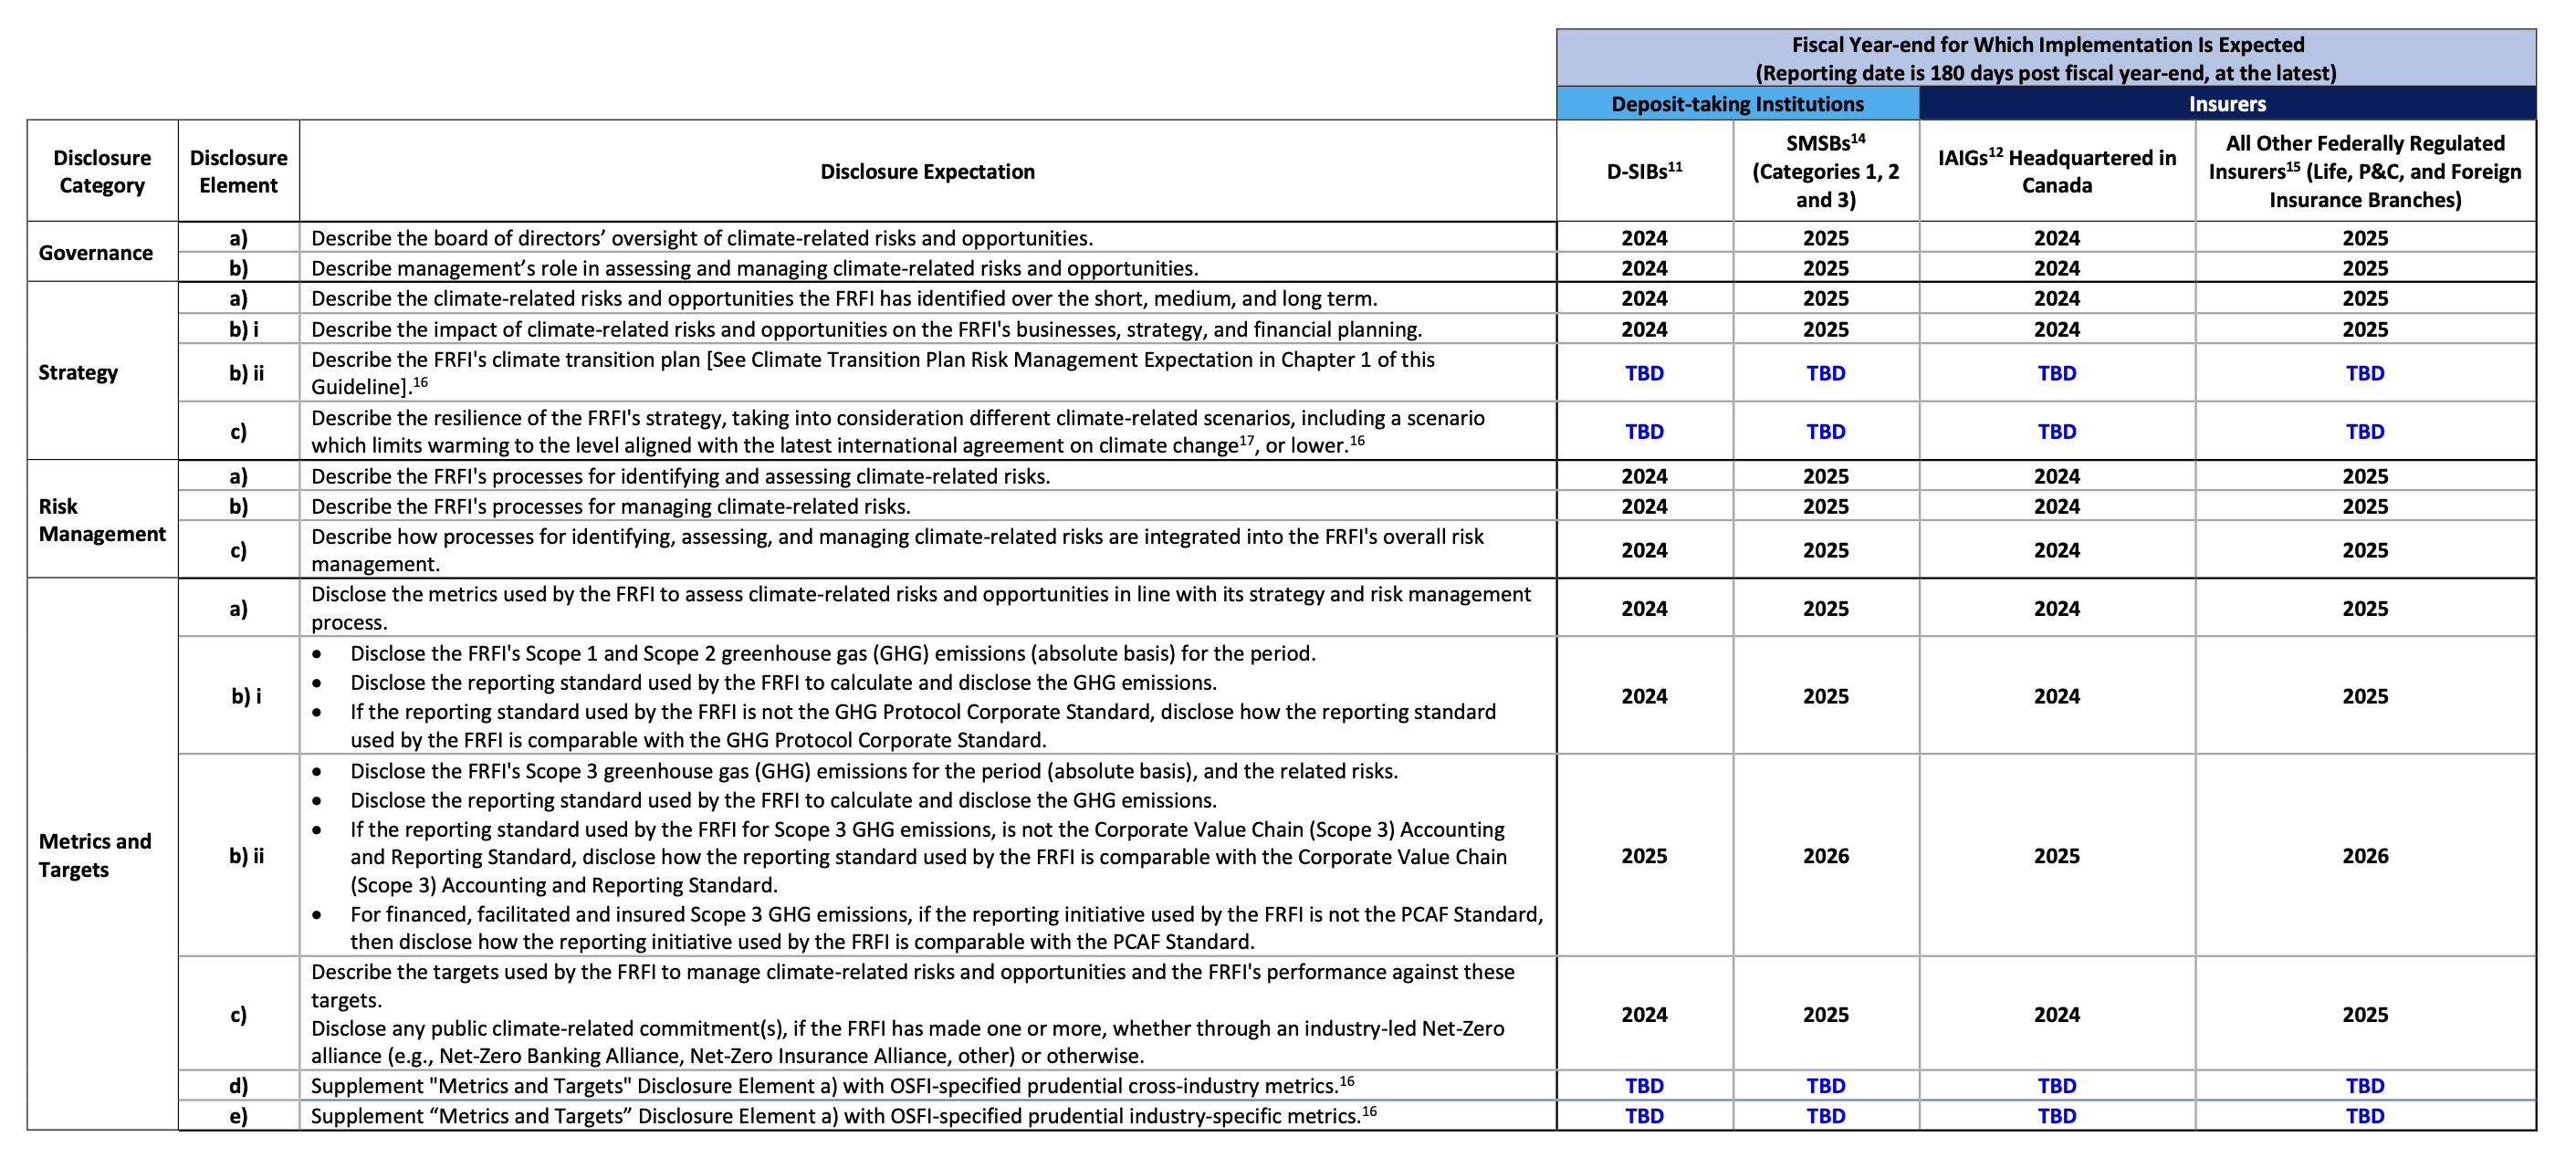 Fiscal Year-end for Which Implementation Is Expected
(Reporting date is 180 days post fiscal year-end, at the latest)
Deposit-taking Institutions
Insurers
Disclosure
Category
Disclosure
Element
Disclosure Expectation
D-SIBs11
SMSBs14
(Categories 1, 2
and 3)
IAIGs12 Headquartered in
Canada
All Other Federally Regulated
Insurers15 (Life, P&C, and Foreign
Insurance Branches)
Governance
a)
Describe the board of directors’ oversight of climate-related risks and opportunities.
2024
2025
2024
2025
b)
Describe management’s role in assessing and managing climate-related risks and opportunities.
2024
2025
2024
2025
Strategy
a)
Describe the climate-related risks and opportunities the FRFI has identified over the short, medium, and long term.
2024
2025
2024
2025
b) i
Describe the impact of climate-related risks and opportunities on the FRFI's businesses, strategy, and financial planning.
2024
2025
2024
2025
b) ii
Describe the FRFI's climate transition plan [See Climate Transition Plan Risk Management Expectation in Chapter 1 of this
Guideline].16
TBD
TBD
TBD
TBD
c)
Describe the resilience of the FRFI's strategy, taking into consideration different climate-related scenarios, including a scenario
which limits warming to the level aligned with the latest international agreement on climate change17, or lower.16
TBD
TBD
TBD
TBD
Risk
Management
a)
Describe the FRFI's processes for identifying and assessing climate-related risks.
2024
2025
2024
2025
b)
Describe the FRFI's processes for managing climate-related risks.
2024
2025
2024
2025
c)
Describe how processes for identifying, assessing, and managing climate-related risks are integrated into the FRFI's overall risk
management.
2024
2025
2024
2025
Metrics and
Targets
a)
Disclose the metrics used by the FRFI to assess climate-related risks and opportunities in line with its strategy and risk management
process.
2024
2025
2024
2025
b) i
• Disclose the FRFI's Scope 1 and Scope 2 greenhouse gas (GHG) emissions (absolute basis) for the period.
• Disclose the reporting standard used by the FRFI to calculate and disclose the GHG emissions.
• If the reporting standard used by the FRFI is not the GHG Protocol Corporate Standard, disclose how the reporting standard
used by the FRFI is comparable with the GHG Protocol Corporate Standard.
2024
2025
2024
2025
b) ii
• Disclose the FRFI's Scope 3 greenhouse gas (GHG) emissions for the period (absolute basis), and the related risks.
• Disclose the reporting standard used by the FRFI to calculate and disclose the GHG emissions.
• If the reporting standard used by the FRFI for Scope 3 GHG emissions, is not the Corporate Value Chain (Scope 3) Accounting
and Reporting Standard, disclose how the reporting standard used by the FRFI is comparable with the Corporate Value Chain
(Scope 3) Accounting and Reporting Standard.
• For financed, facilitated and insured Scope 3 GHG emissions, if the reporting initiative used by the FRFI is not the PCAF Standard,
then disclose how the reporting initiative used by the FRFI is comparable with the PCAF Standard.
2025
2026
2025
2026
c)
Describe the targets used by the FRFI to manage climate-related risks and opportunities and the FRFI's performance against these
targets.
Disclose any public climate-related commitment(s), if the FRFI has made one or more, whether through an industry-led Net-Zero
alliance (e.g., Net-Zero Banking Alliance, Net-Zero Insurance Alliance, other) or otherwise.
2024
2025
2024
2025
d)
Supplement "Metrics and Targets" Disclosure Element a) with OSFI-specified prudential cross-industry metrics.16
TBD
TBD
TBD
TBD
e)
Supplement “Metrics and Targets” Disclosure Element a) with OSFI-specified prudential industry-specific metrics.16
TBD
TBD
TBD
TBD